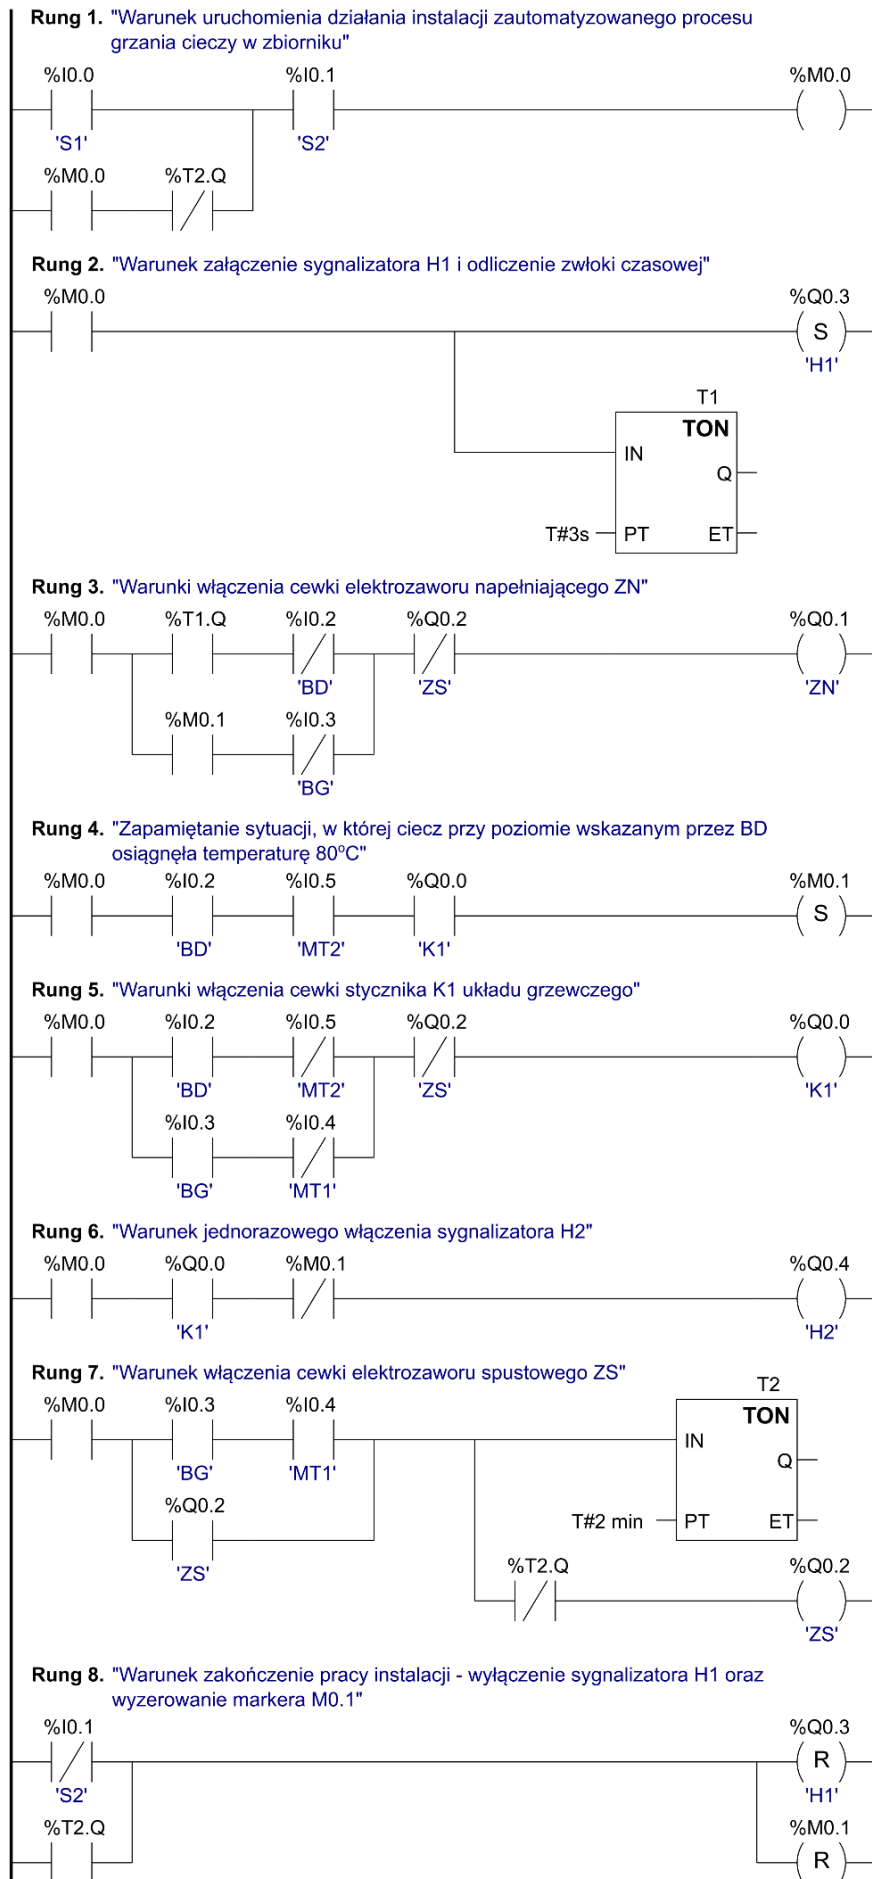 Rung 1. "Warunek uruchomienia działania instalacji zautomatyzowanego procesu
grzania cieczy w zbiorniku"
%I0.0 %I0.1 %M0.0
'S1' 'S2'
%M0.0 %T2.Q
Rung 2. "Warunek załączenie sygnalizatora H1 i odliczenie zwłoki czasowej"
%M0.0 %Q0.3
S
'H1'
T1
TON
IN
Q
T#3s PT ET
Rung 3. "Warunki włączenia cewki elektrozaworu napełniającego ZN"
%M0.0 %T1.Q %I0.2 %Q0.2 %Q0.1
'BD' 'ZS' 'ZN'
%M0.1 %I0.3
'BG'
Rung 4. "Zapamiętanie sytuacji, w której ciecz przy poziomie wskazanym przez BD
osiągnęła temperaturę 80ºC"
%M0.0 %I0.2 %I0.5 %Q0.0 %M0.1
S
'BD' 'MT2' 'K1'
Rung 5. "Warunki włączenia cewki stycznika K1 układu grzewczego"
%M0.0 %I0.2 %I0.5 %Q0.2 %Q0.0
'BD' 'MT2' 'ZS' 'K1'
%I0.3 %I0.4
'BG' 'MT1'
Rung 6. "Warunek jednorazowego włączenia sygnalizatora H2"
%M0.0 %Q0.0 %M0.1 %Q0.4
'K1' 'H2'
Rung 7. "Warunek włączenia cewki elektrozaworu spustowego ZS"
T2
%M0.0 %I0.3 %I0.4 TON
IN
'BG' 'MT1' Q
%Q0.2
T#2 min PT ET
'ZS'
%T2.Q %Q0.2
'ZS'
Rung 8. "Warunek zakończenie pracy instalacji - wyłączenie sygnalizatora H1 oraz
wyzerowanie markera M0.1"
%I0.1 %Q0.3
R
'S2' 'H1'
%T2.Q %M0.1
R